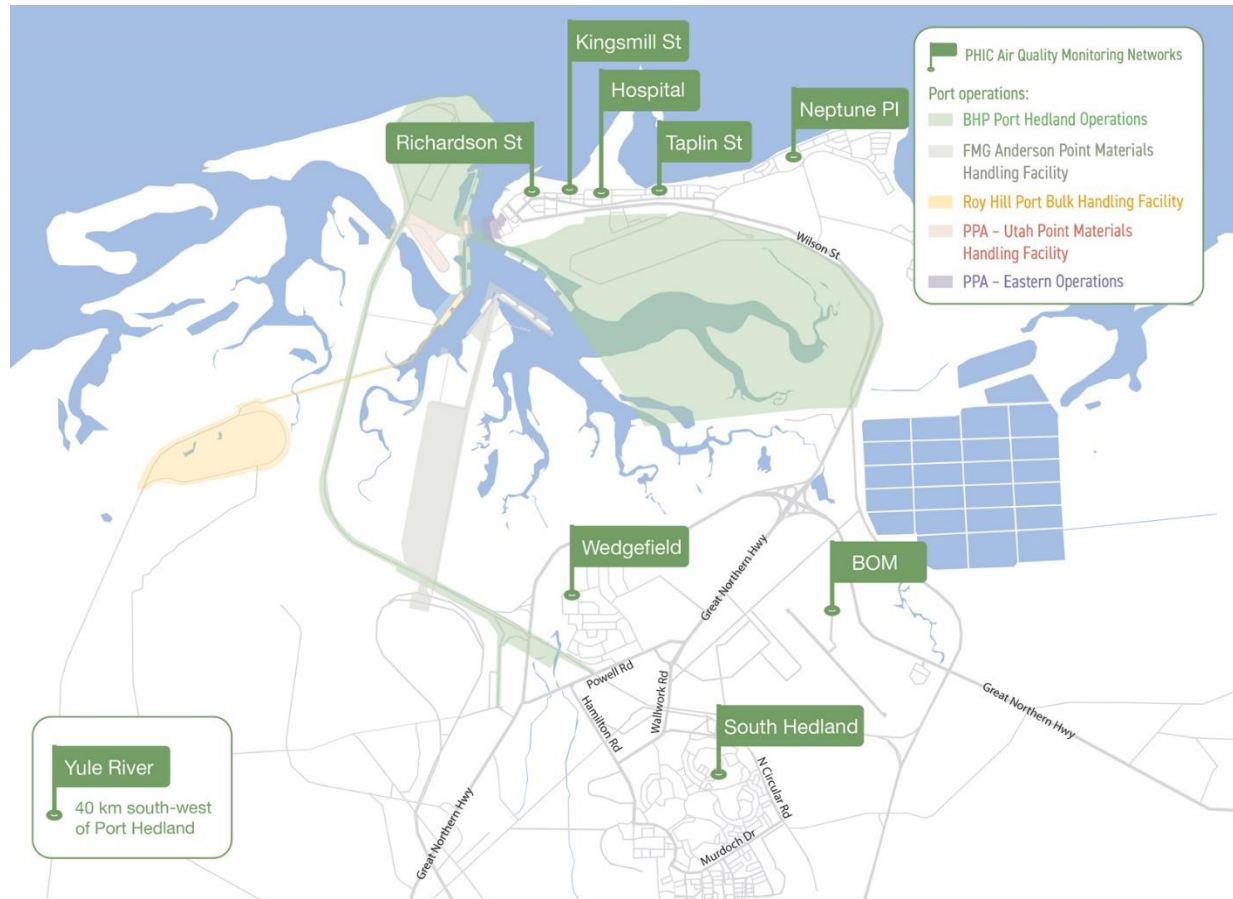 Kingsmill St
Hospital
Neptune Pl
Richardson St
Taplin St
PHIC Air Quality Monitoring Networks
Port operations:
BHP Port Hedland Operations
FMG Anderson Point Materials
Handling Facility
Roy Hill Port Bulk Handling Facility
PPA – Utah Point Materials
Handling Facility
PPA – Eastern Operations
Wilson St
Wedgefield
BOM
Great Northern Hwy
Powell Rd
Wallwork Rd
Hamilton Rd
Great Northern Hwy
South Hedland
N Circular Rd
Murdoch Dr
Great Northern Hwy
Yule River
40 km south-west
of Port Hedland